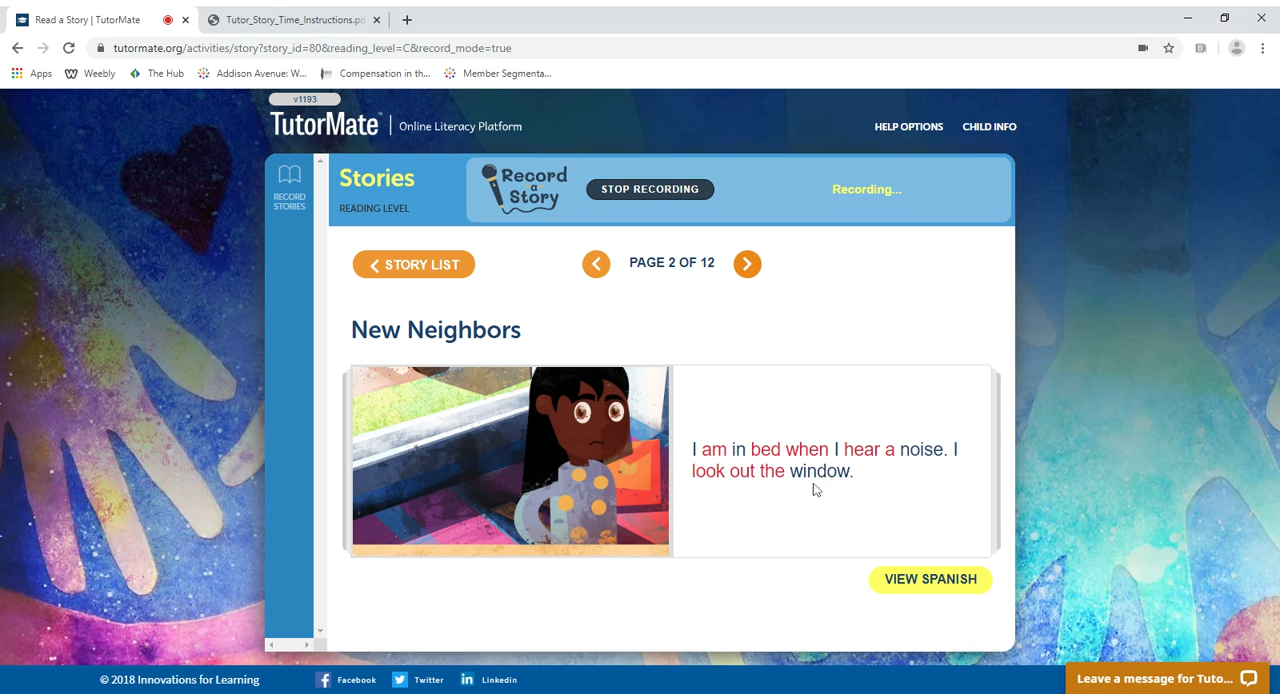 Read a Story | TutorMate
Tutor_Story_Time_Instructions.pd
tutormate.org/activities/story?story_id=80&reading_level=C&record_mode=true
Apps
Weebly
The Hub
Addison Avenue: W...
Compensation in th...
Member Segmenta...
v1193
TutorMate™ | Online Literacy Platform
HELP OPTIONS
CHILD INFO
RECORD
STORIES
Stories
READING LEVEL
Record
a
Story
STOP RECORDING
Recording...
STORY LIST
PAGE 2 OF 12
New Neighbors
I am in bed when I hear a noise. I
look out the window.
VIEW SPANISH
© 2018 Innovations for Learning
Facebook
Twitter
Linkedin
Leave a message for Tuto...